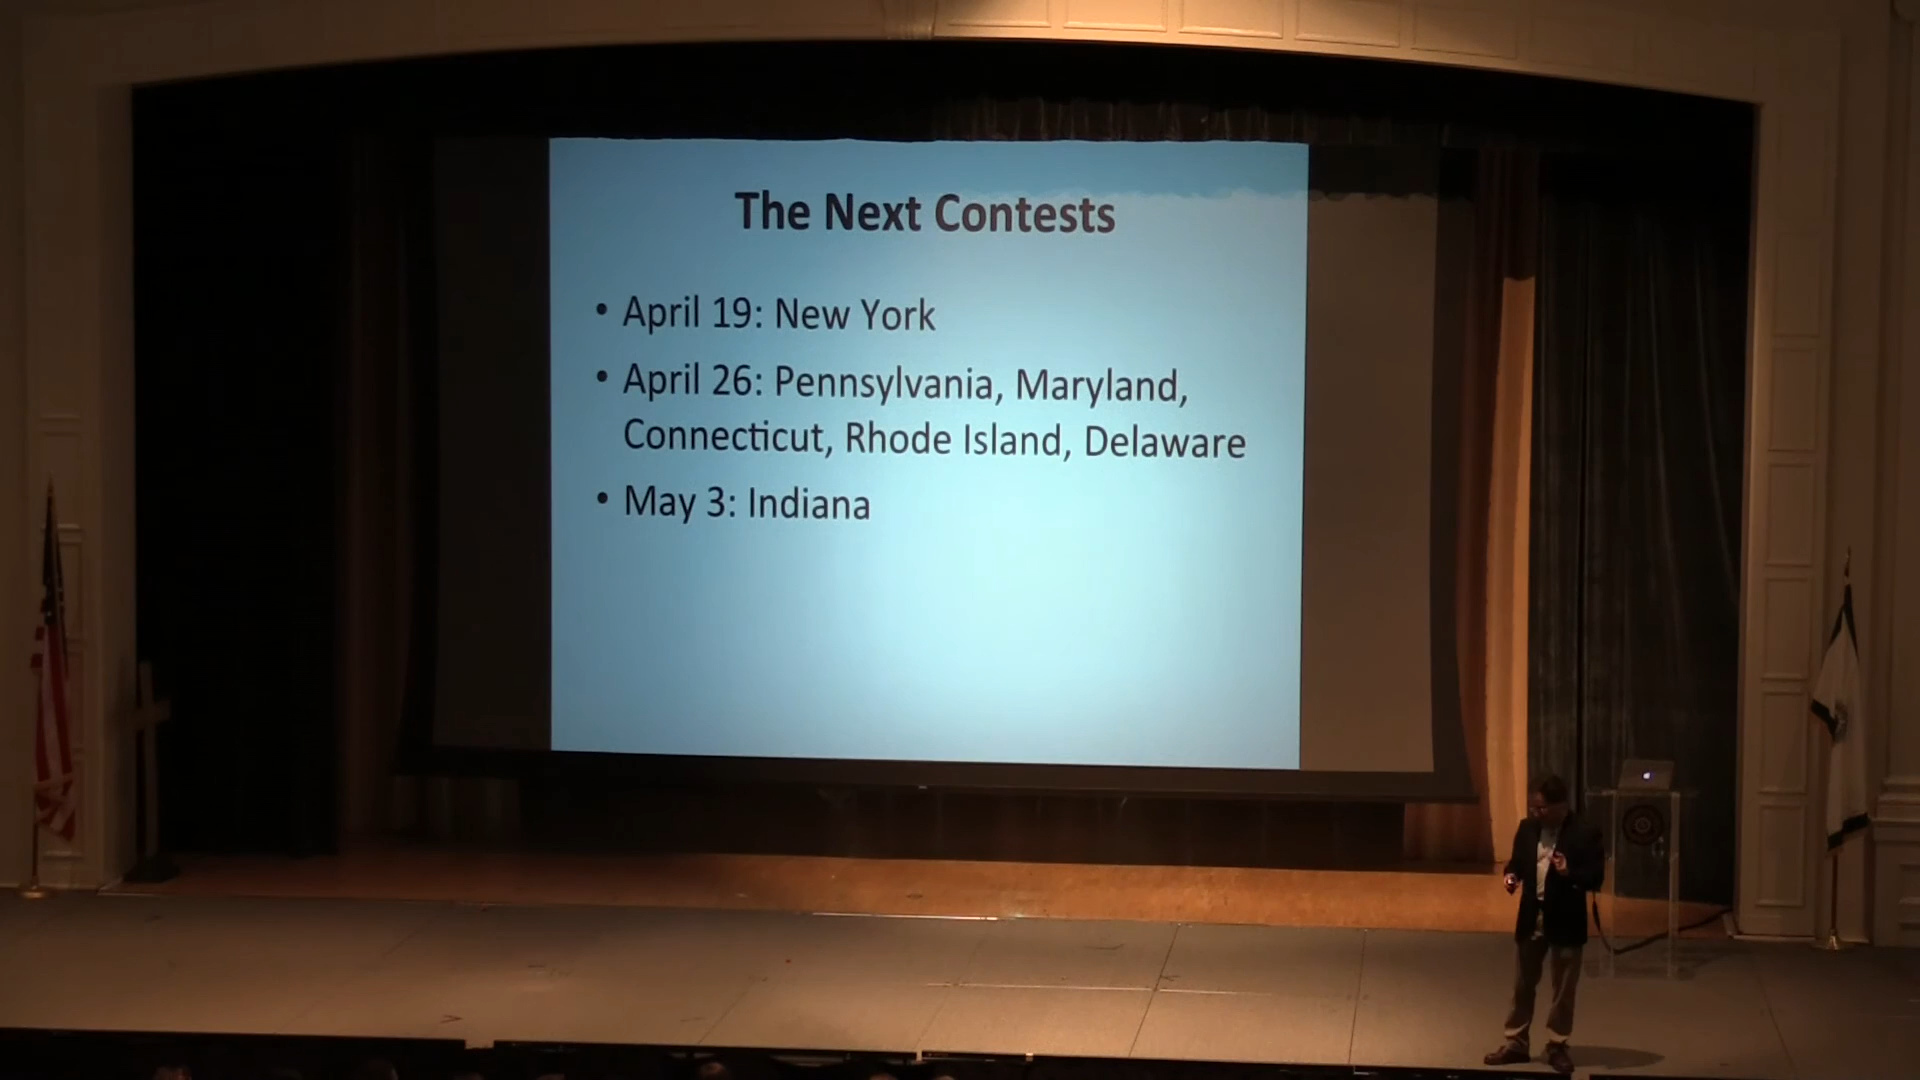 The Next Contests
• April 19: New York
• April 26: Pennsylvania, Maryland,
Connecticut, Rhode Island, Delaware
• May 3: Indiana